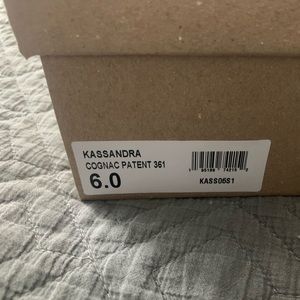 KASSANDRA
COGNAC PATENT 361
6.0
KASS06S1